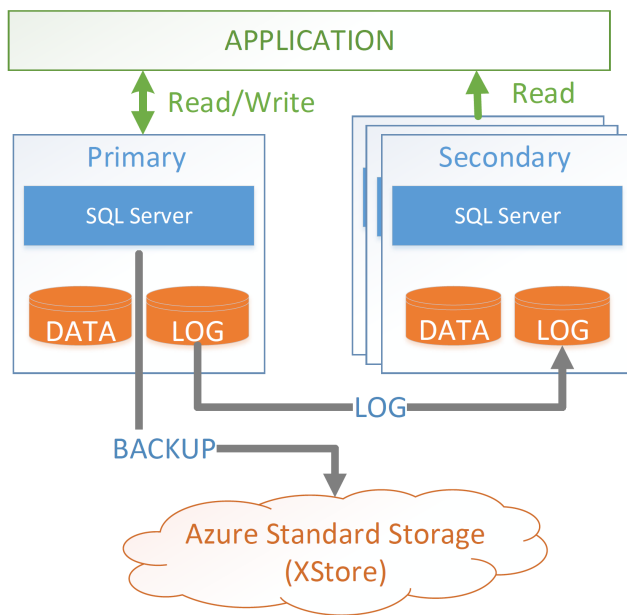 APPLICATION
Read/Write
Read
Primary
Secondary
SQL Server
SQL Server
DATA
LOG
DATA
LOG
LOG
BACKUP
Azure Standard Storage
(XStore)